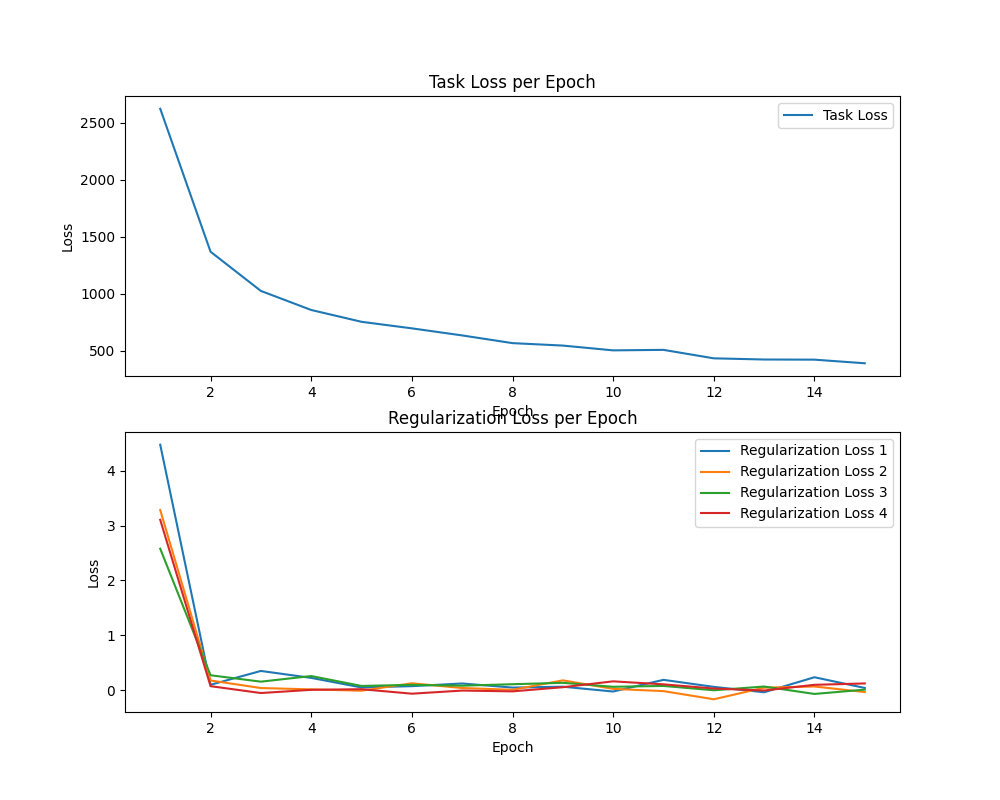 Task Loss per Epoch
Task Loss
2500
2000
1500
1000
500
Loss
2 4 6 8 10 12 14
Epoch
Regularization Loss per Epoch
Regularization Loss 1
Regularization Loss 2
Regularization Loss 3
Regularization Loss 4
4
3
2
1
0
Loss
2 4 6 8 10 12 14
Epoch